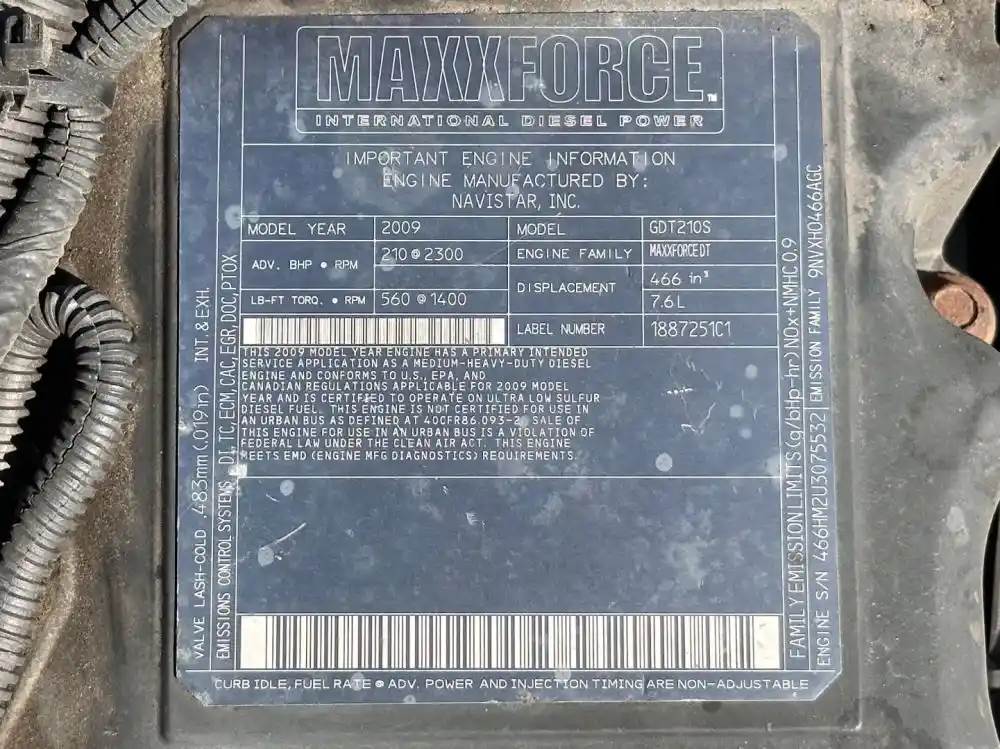 MAXXFORCE™
INTERNATIONAL DIESEL POWER
IMPORTANT ENGINE INFORMATION
ENGINE MANUFACTURED BY:
NAVISTAR, INC.
MODEL YEAR 2009 MODEL GDT210S
ADV. BHP • RPM 210@2300 ENGINE FAMILY MAXXFORCEDT
DISPLACEMENT 466 in³
LB-FT TORQ. • RPM 560@1400 7.6L
LABEL NUMBER 1887251C1
THIS 2009 MODEL YEAR ENGINE HAS A PRIMARY INTENDED
SERVICE APPLICATION AS A MEDIUM-HEAVY-DUTY DIESEL
ENGINE AND CONFORMS TO U.S., EPA, AND
CANADIAN REGULATIONS APPLICABLE FOR 2009 MODEL
YEAR AND IS CERTIFIED TO OPERATE ON ULTRA LOW SULFUR
DIESEL FUEL. THIS ENGINE IS NOT CERTIFIED FOR USE IN
AN URBAN BUS AS DEFINED AT 40CFR86.093-2. SALE OF
THIS ENGINE FOR USE IN AN URBAN BUS IS A VIOLATION OF
FEDERAL LAW UNDER THE CLEAN AIR ACT. THIS ENGINE
MEETS EMD (ENGINE MFG DIAGNOSTICS) REQUIREMENTS.
VALVE LASH-COLD .483mm (.019in) INT. & EXH.
EMISSIONS CONTROL SYSTEMS DI, TC, ECM, CAC, EGR, DOC, PTOX
FAMILY EMISSION LIMITS (g/bHp-hr) NOx+NMHC 0.9
ENGINE S/N 466HM2U3075532 EMISSION FAMILY 9NVXH0466AGC
CURB IDLE, FUEL RATE @ ADV. POWER AND INJECTION TIMING ARE NON-ADJUSTABLE